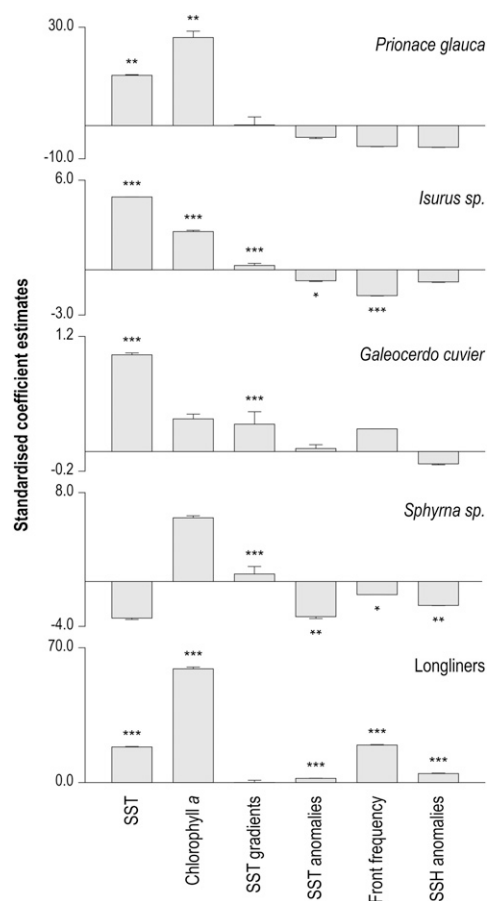 30.0
**
**
Prionace glauca
-10.0
6.0
***
***
***
Isurus sp.
*
***
-3.0
1.2
***
***
Galeocerdo cuvier
-0.2
8.0
***
Sphyrna sp.
**
*
**
-4.0
70.0
***
***
***
***
***
Longliners
0.0
Standardised coefficient estimates
SST
Chlorophyll a
SST gradients
SST anomalies
Front frequency
SSH anomalies